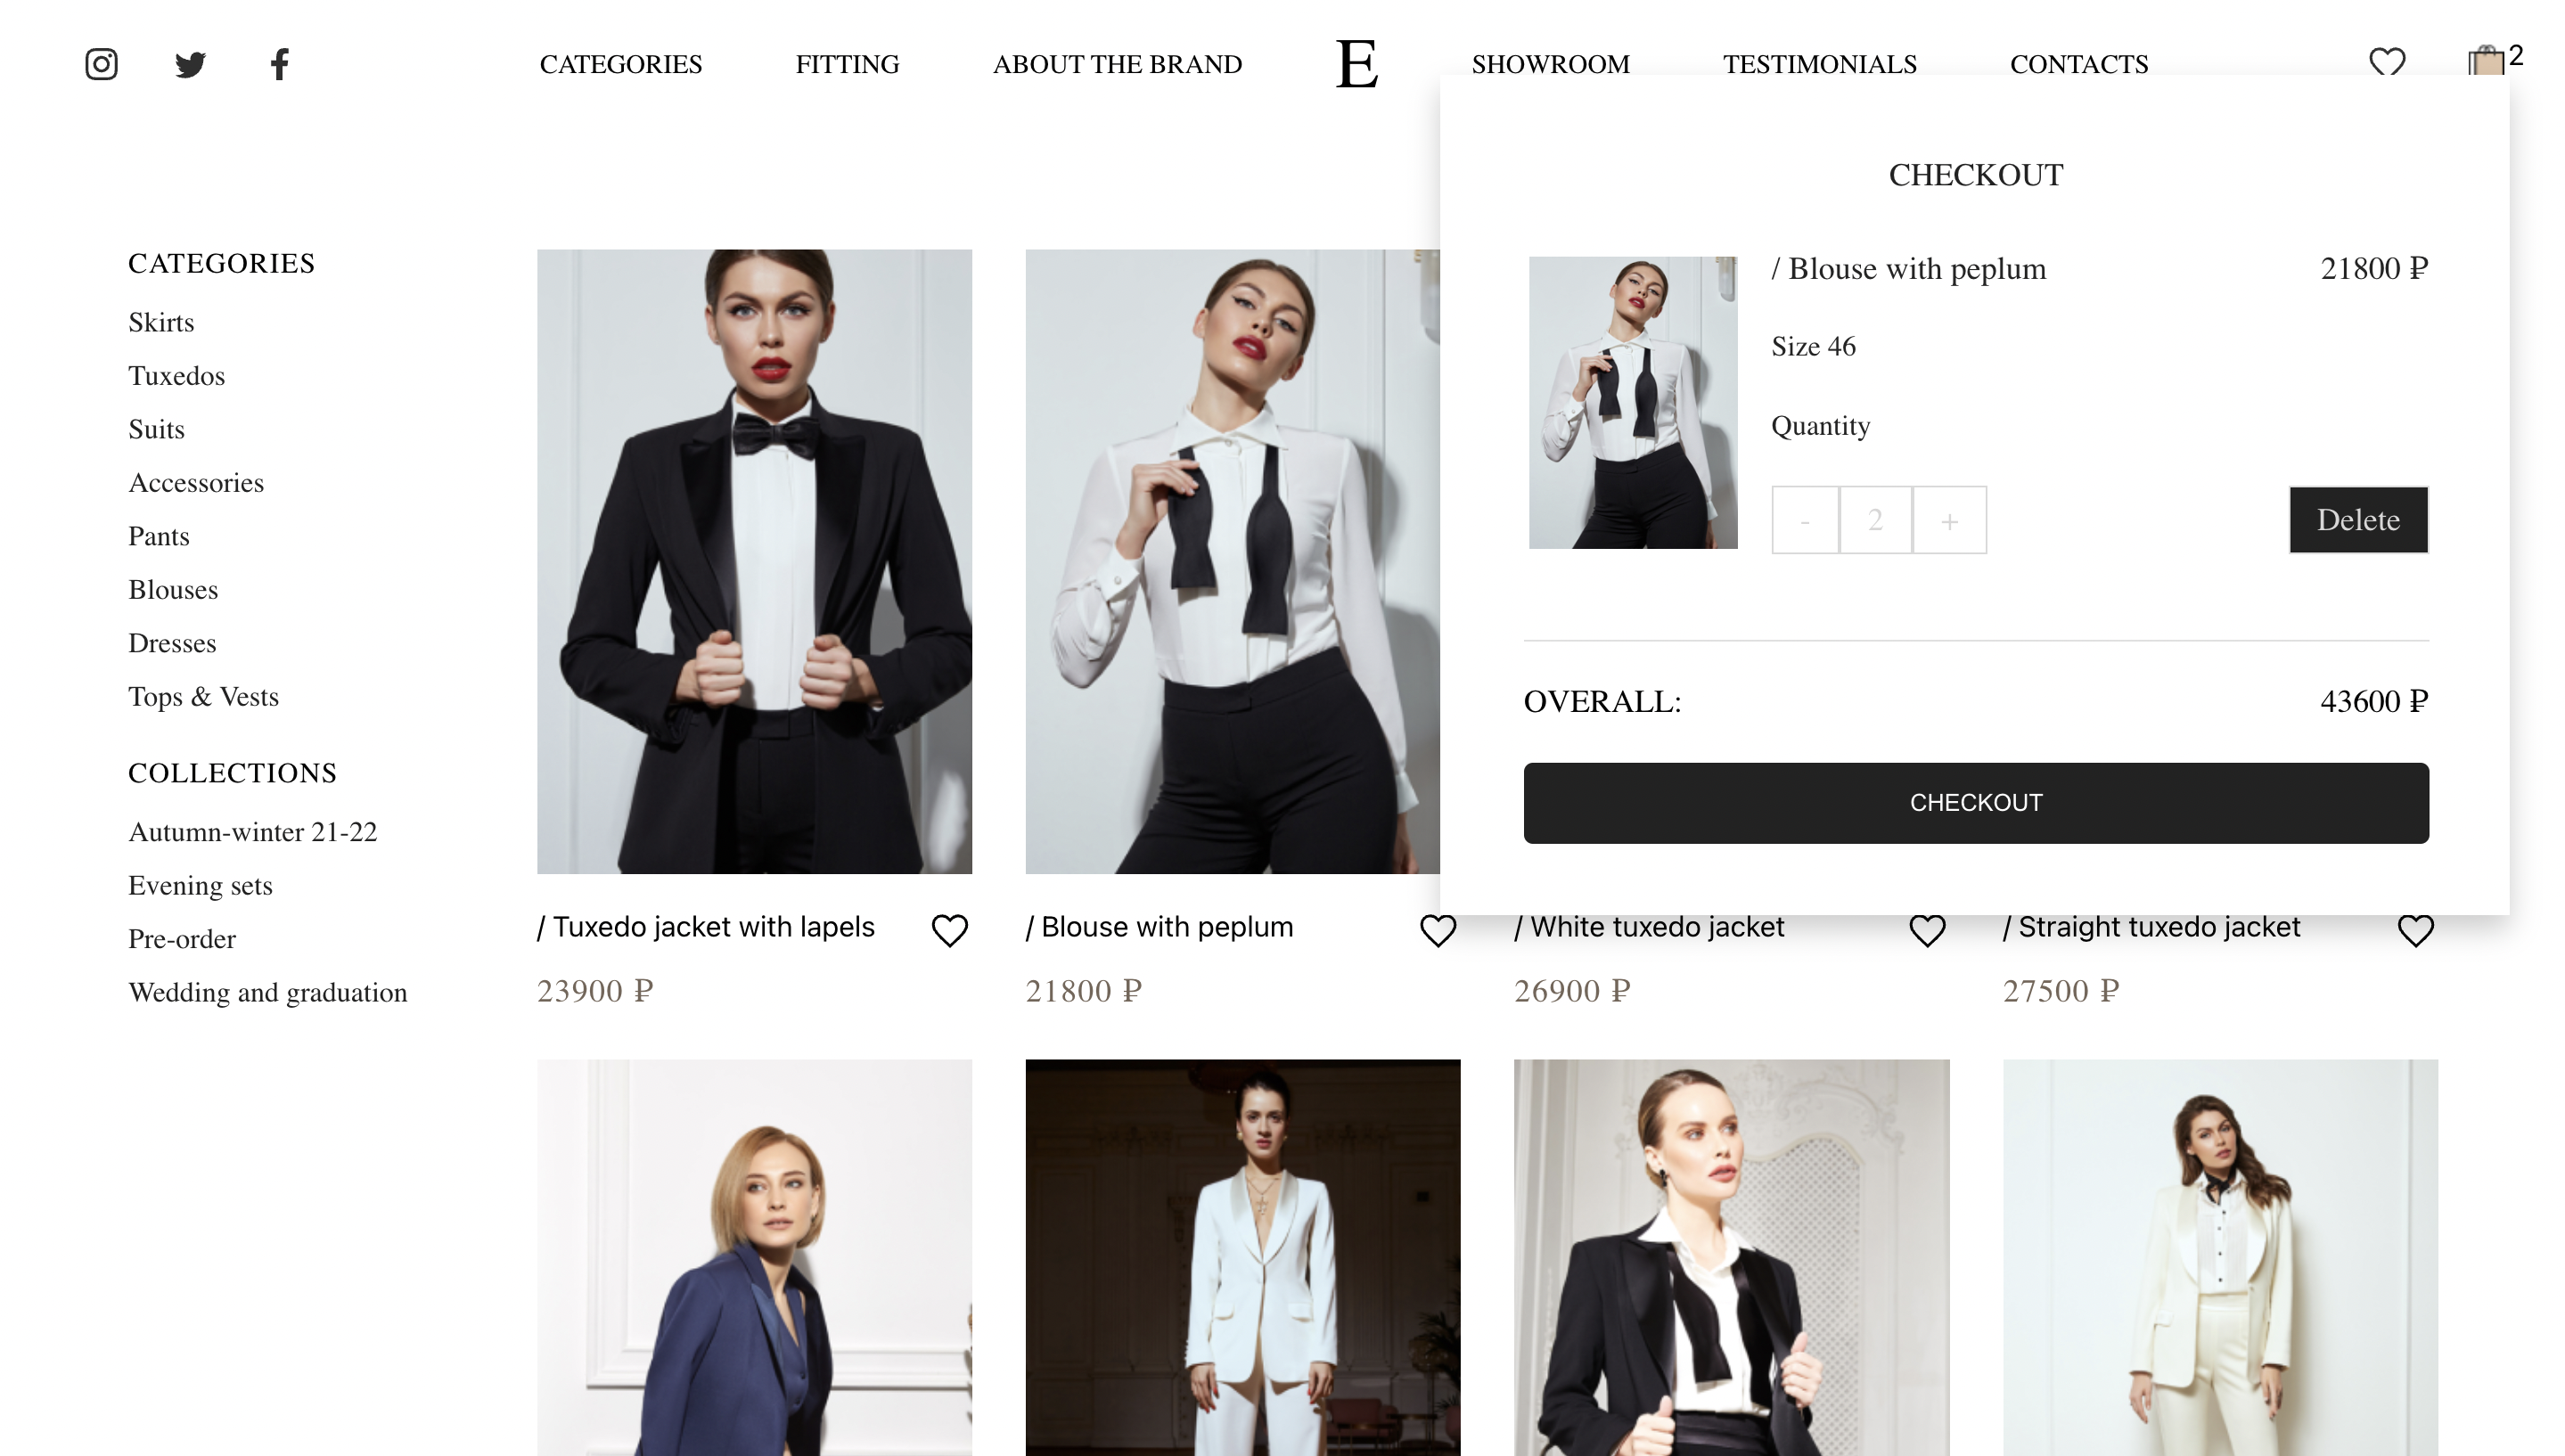 CATEGORIES FITTING ABOUT THE BRAND E SHOWROOM TESTIMONIALS CONTACTS 2
CHECKOUT
/ Blouse with peplum 21800 ₽
Size 46
Quantity
- 2 + Delete
OVERALL: 43600 ₽
CHECKOUT
CATEGORIES
Skirts
Tuxedos
Suits
Accessories
Pants
Blouses
Dresses
Tops & Vests
COLLECTIONS
Autumn-winter 21-22
Evening sets
Pre-order
Wedding and graduation
/ Tuxedo jacket with lapels
23900 ₽
/ Blouse with peplum
21800 ₽
/ White tuxedo jacket
26900 ₽
/ Straight tuxedo jacket
27500 ₽